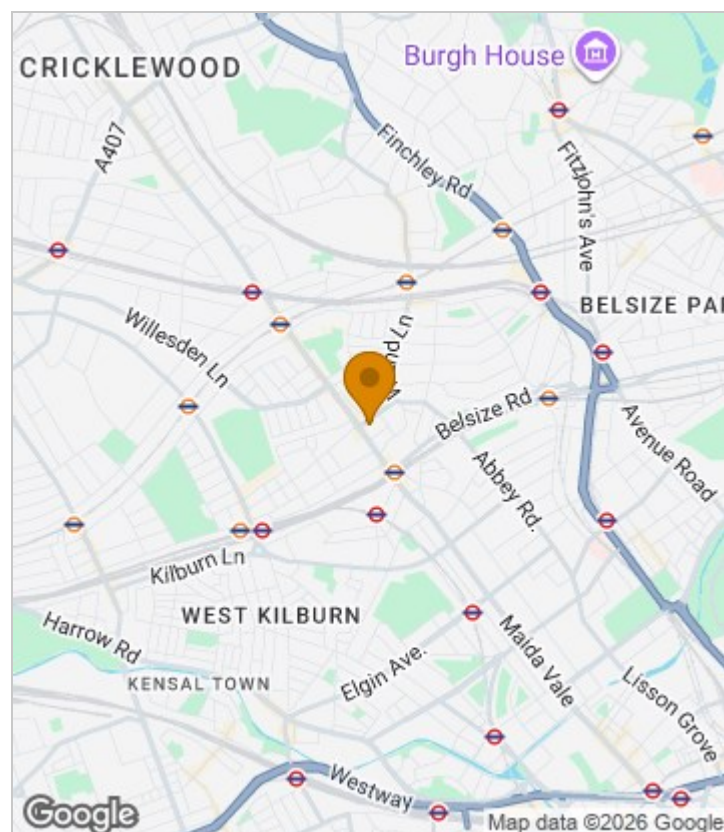 Burgh House
CRICKLEWOOD
A407
Finchley Rd
Fitzjohn's Ave
BELSIZE PAR
Willesden Ln
Belsize Rd
Avenue Road
Abbey Rd.
Kilburn Ln
WEST KILBURN
Harrow Rd
Maida Vale
Elgin Ave.
KENSAL TOWN
Lisson Grove
Westway
Google
Map data ©2026 Google